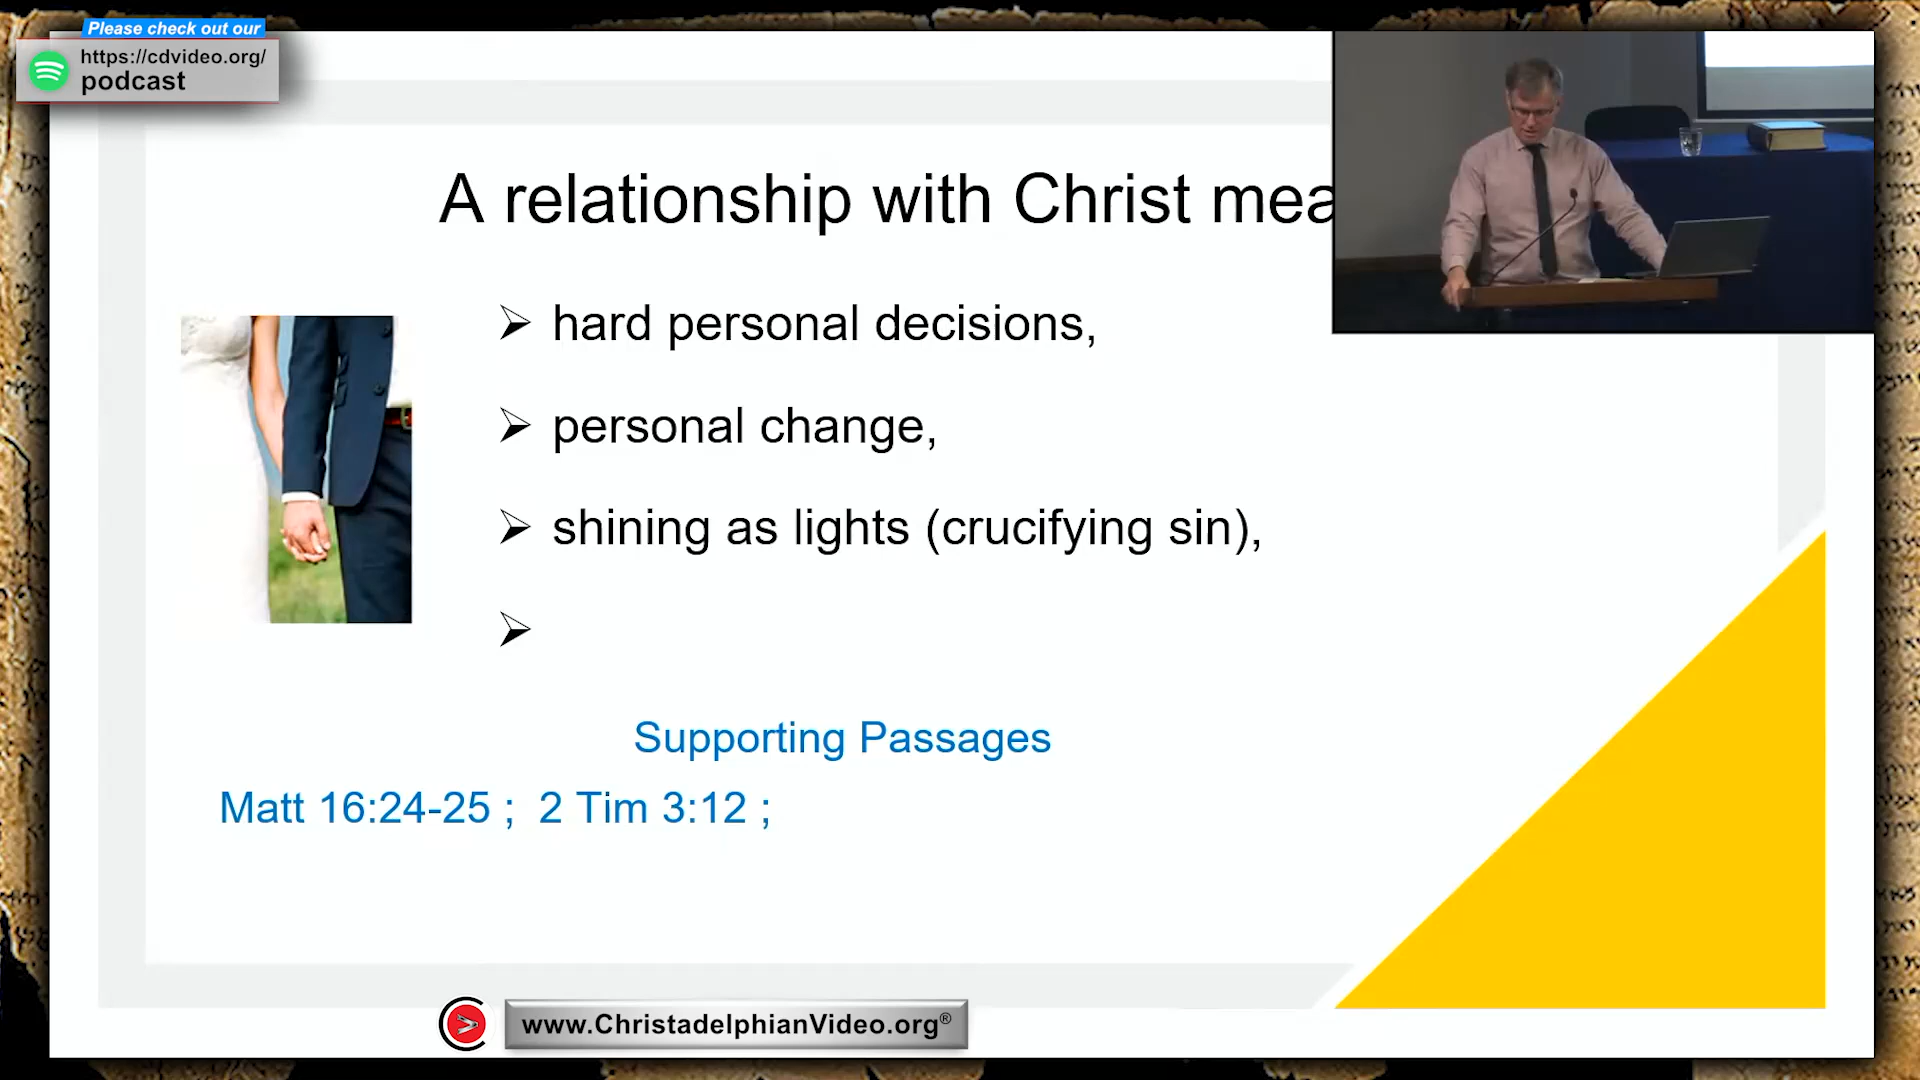 Please check out our
https://cdvideo.org/
podcast
A relationship with Christ mea
➢ hard personal decisions,
➢ personal change,
➢ shining as lights (crucifying sin),
➢
Supporting Passages
Matt 16:24-25 ; 2 Tim 3:12 ;
www.ChristadelphianVideo.org®